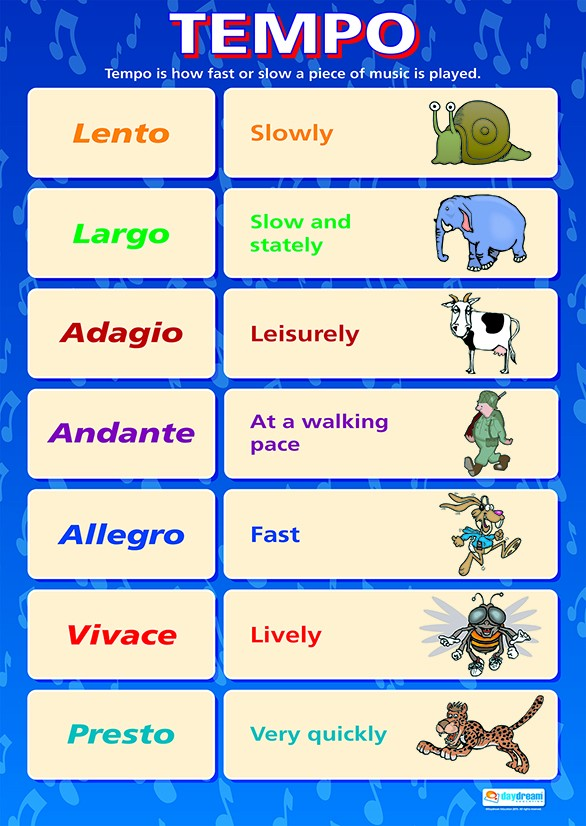 TEMPO
Tempo is how fast or slow a piece of music is played.
Lento
Slowly
Largo
Slow and
stately
Adagio
Leisurely
Andante
At a walking
pace
Allegro
Fast
Vivace
Lively
Presto
Very quickly
daydream